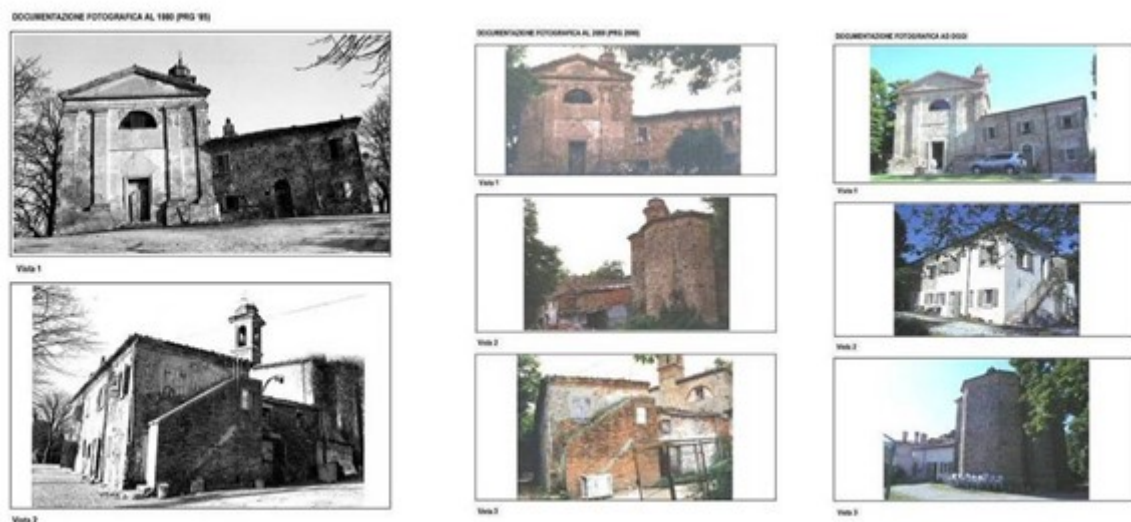 DOCUMENTAZIONE FOTOGRAFICA AL 1980 (PRG '85)
Vista 1
Vista 2
DOCUMENTAZIONE FOTOGRAFICA AL 2000 (PRG 2000)
Vista 1
Vista 2
Vista 3
DOCUMENTAZIONE FOTOGRAFICA AD OGGI
Vista 1
Vista 2
Vista 3